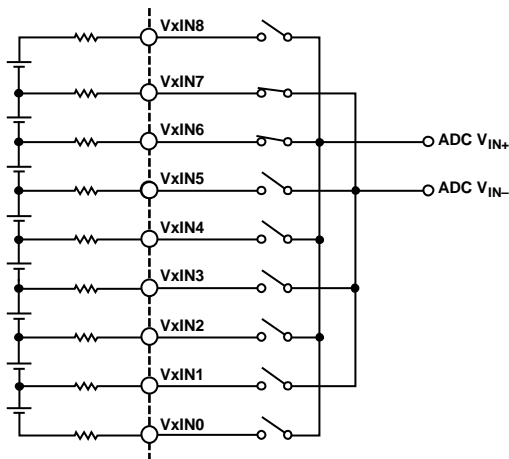 VxIN8
VxIN7
VxIN6
ADC VIN+
VxIN5
ADC VIN–
VxIN4
VxIN3
VxIN2
VxIN1
VxIN0